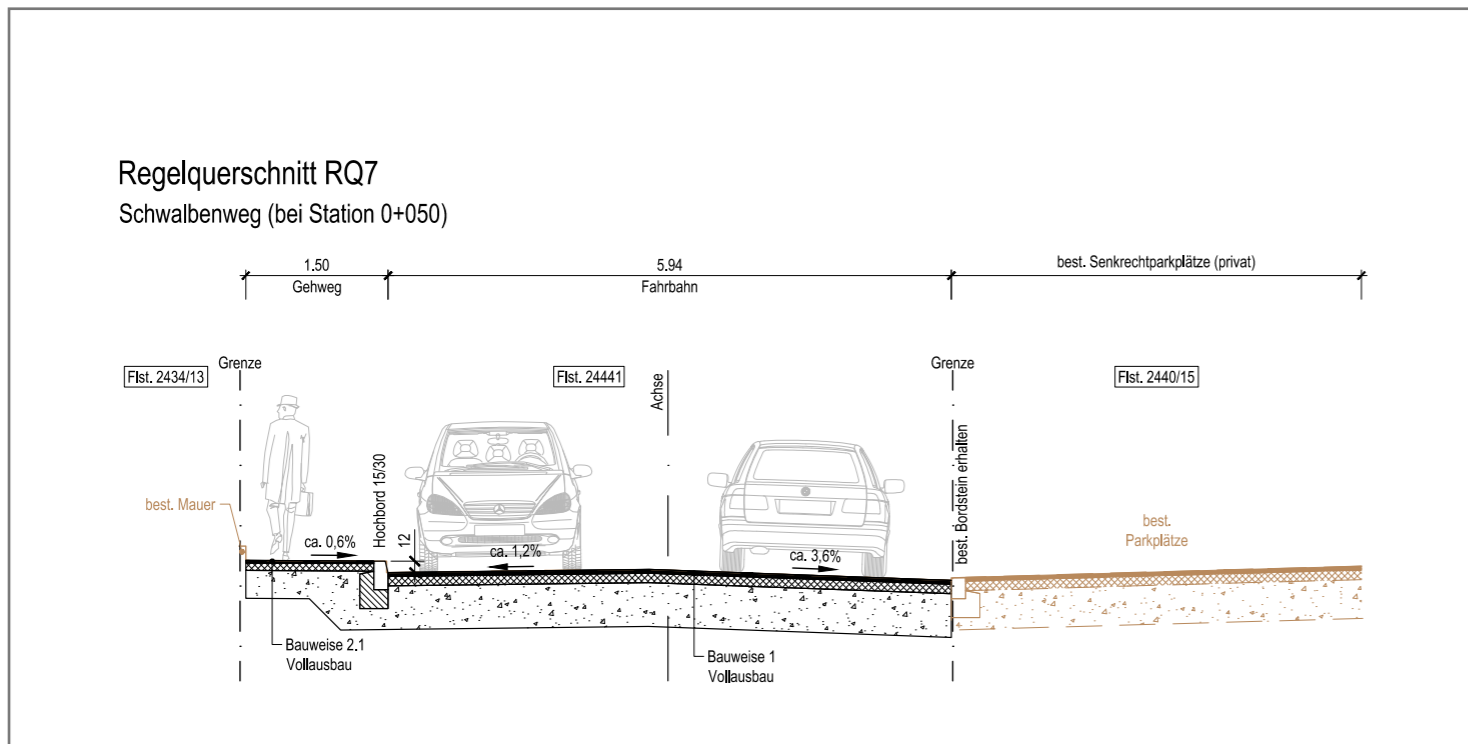 Regelquerschnitt RQ7
Schwalbenweg (bei Station 0+050)
1.50
5.94
best. Senkrechtparkplätze (privat)
Gehweg
Fahrbahn
Grenze
Grenze
Flst. 2434/13
Flst. 24441
Flst. 2440/15
Achse
Hochbord 15/30
best. Bordstein erhalten
best. Mauer
best.
Parkplätze
ca. 0,6%
12
ca. 1,2%
ca. 3,6%
Bauweise 2.1
Vollausbau
Bauweise 1
Vollausbau